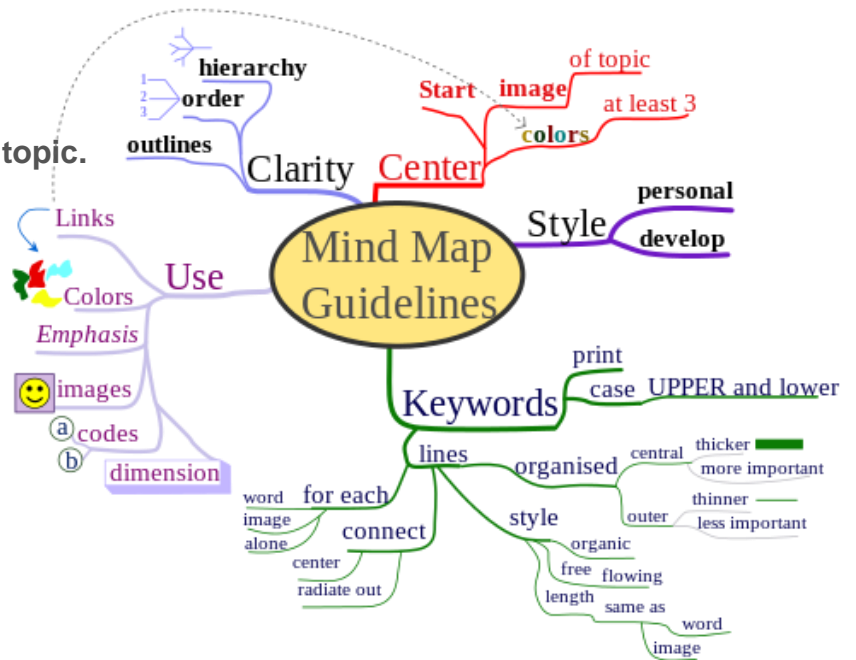 topic.
Mind Map
Guidelines
Clarity
hierarchy
1
2
3
order
outlines
Center
Start
image
of topic
colors
at least 3
Style
personal
develop
Use
Links
Colors
Emphasis
images
a
b
codes
dimension
Keywords
print
case
UPPER and lower
lines
organised
central
thicker
more important
outer
thinner
less important
for each
word
image
alone
connect
center
radiate out
style
organic
free
flowing
length
same as
word
image